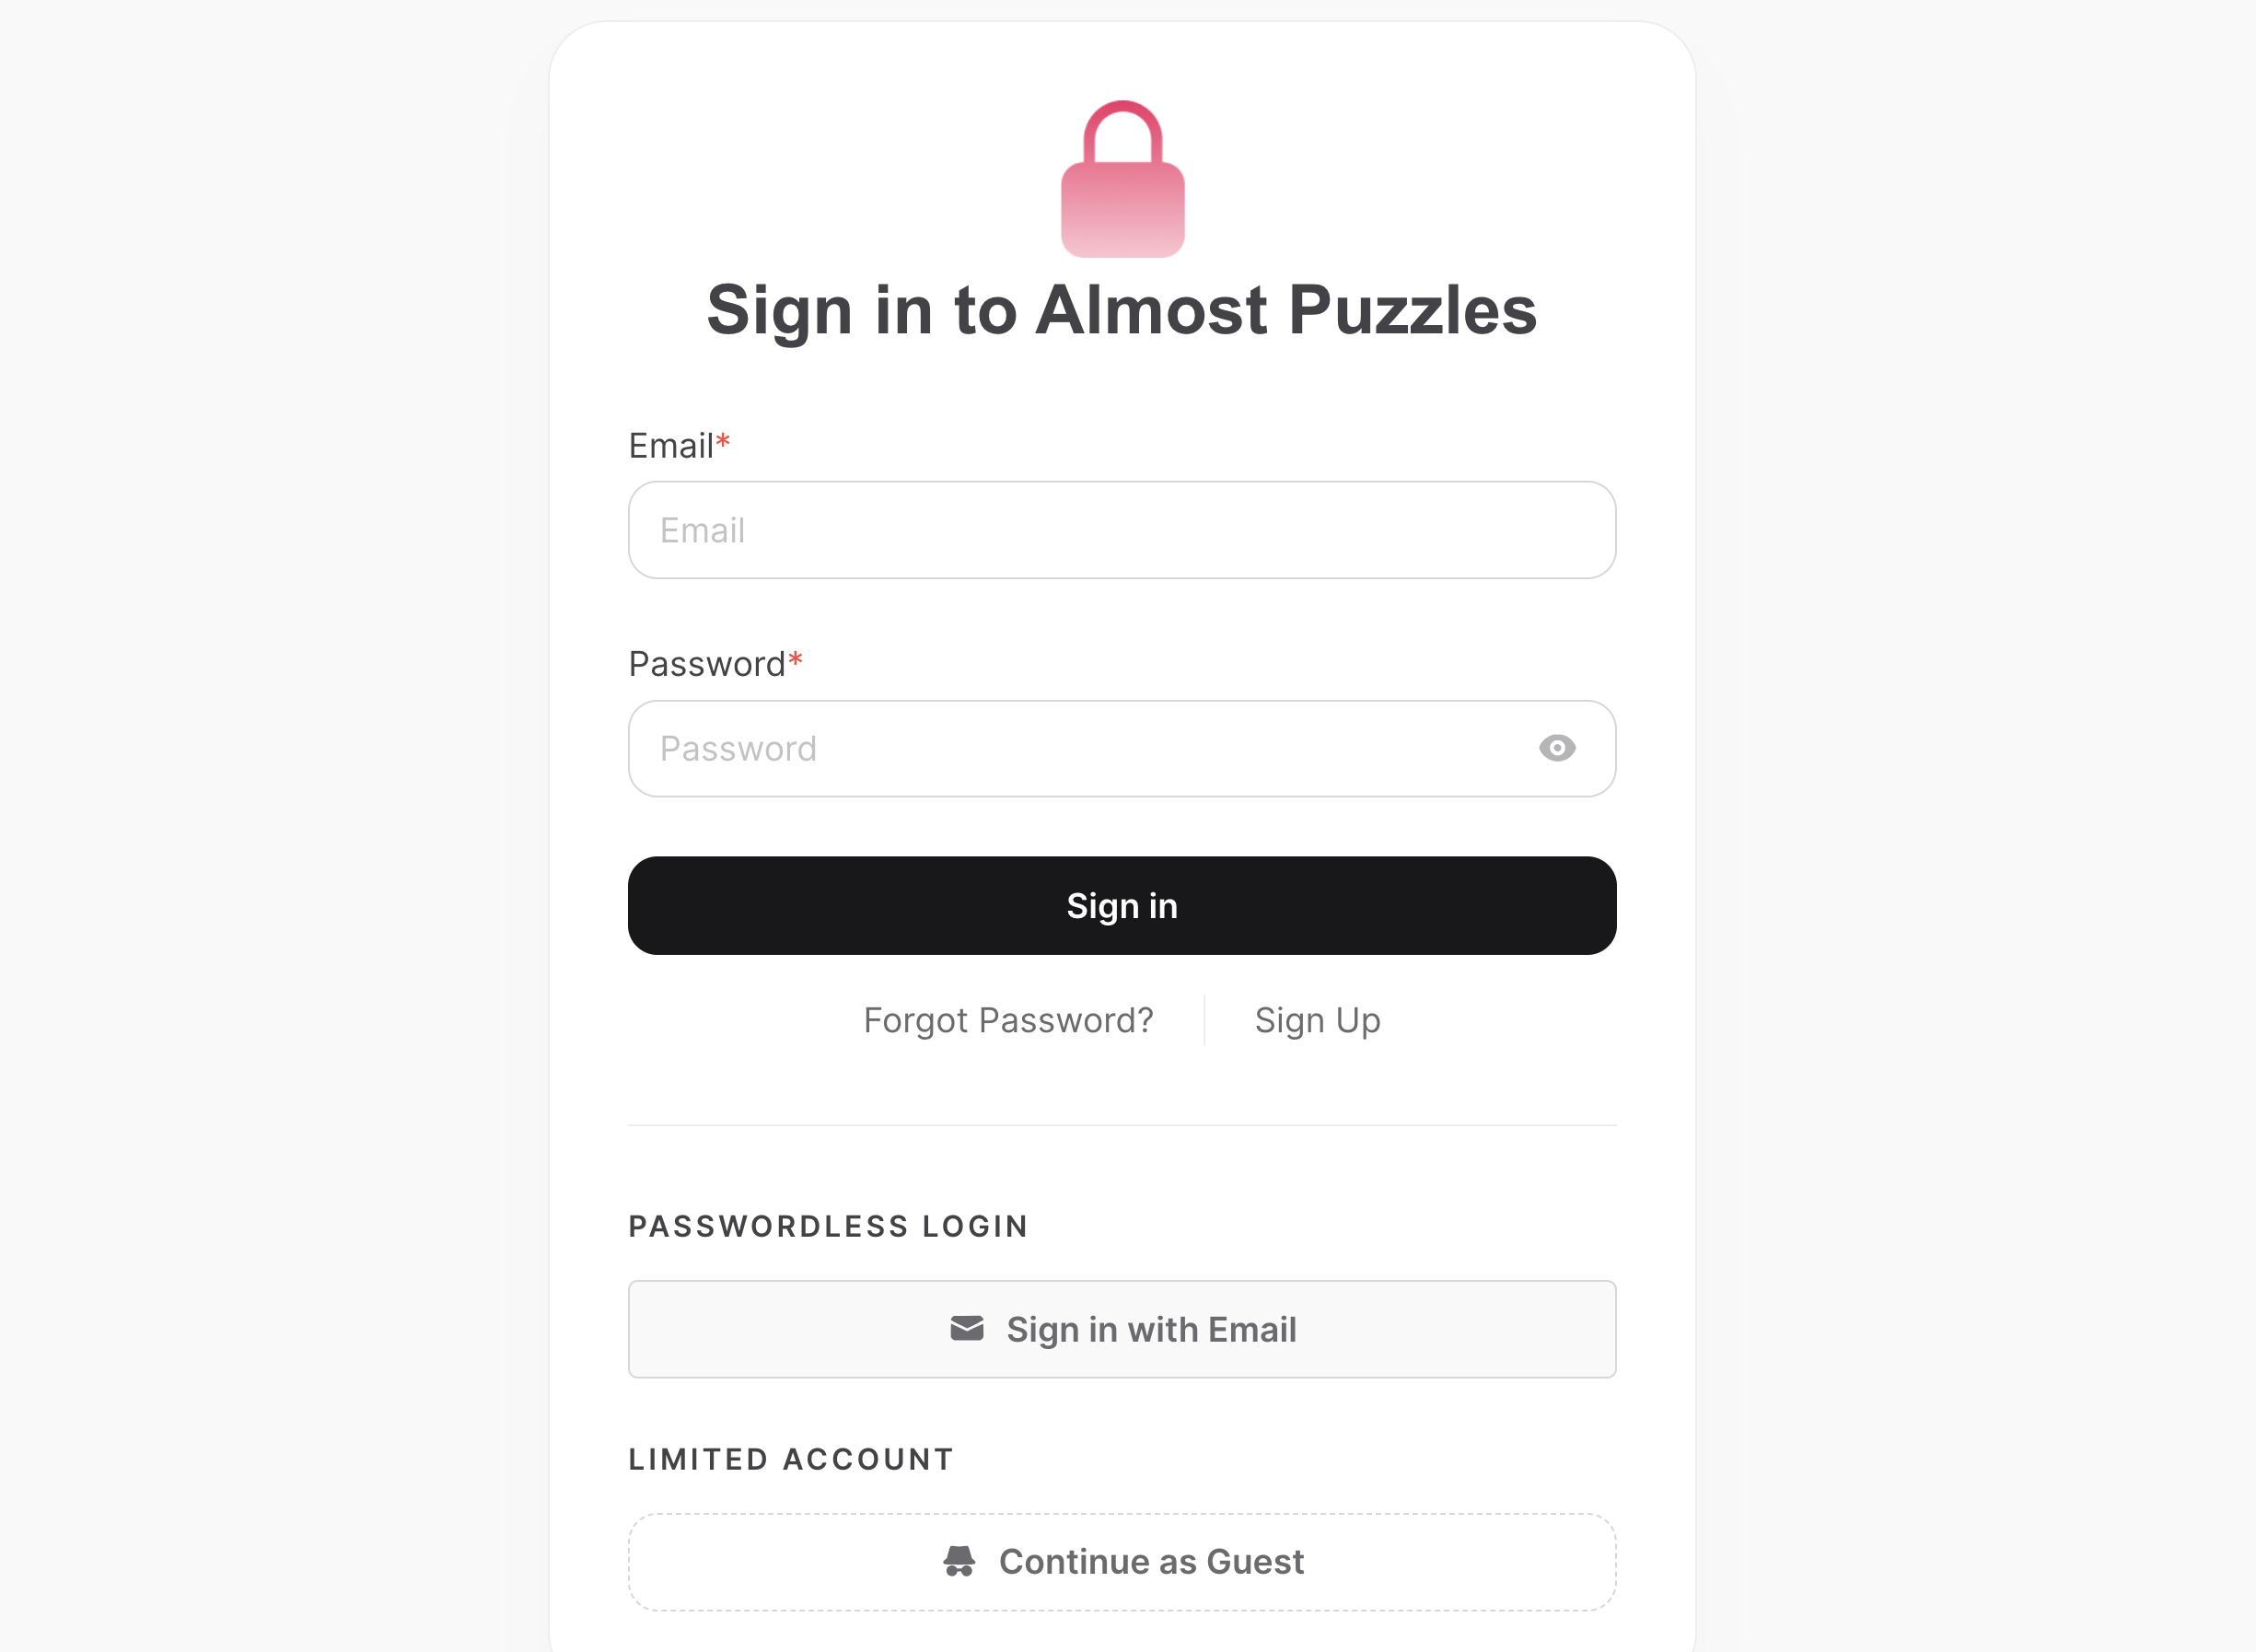 Sign in to Almost Puzzles
Email*
Email
Password*
Password
Sign in
Forgot Password?
Sign Up
PASSWORDLESS LOGIN
Sign in with Email
LIMITED ACCOUNT
Continue as Guest